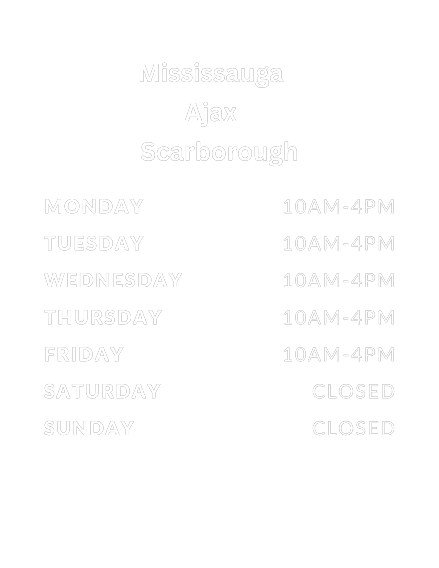 Mississauga
Ajax
Scarborough
MONDAY 10AM-4PM
TUESDAY 10AM-4PM
WEDNESDAY 10AM-4PM
THURSDAY 10AM-4PM
FRIDAY 10AM-4PM
SATURDAY CLOSED
SUNDAY CLOSED